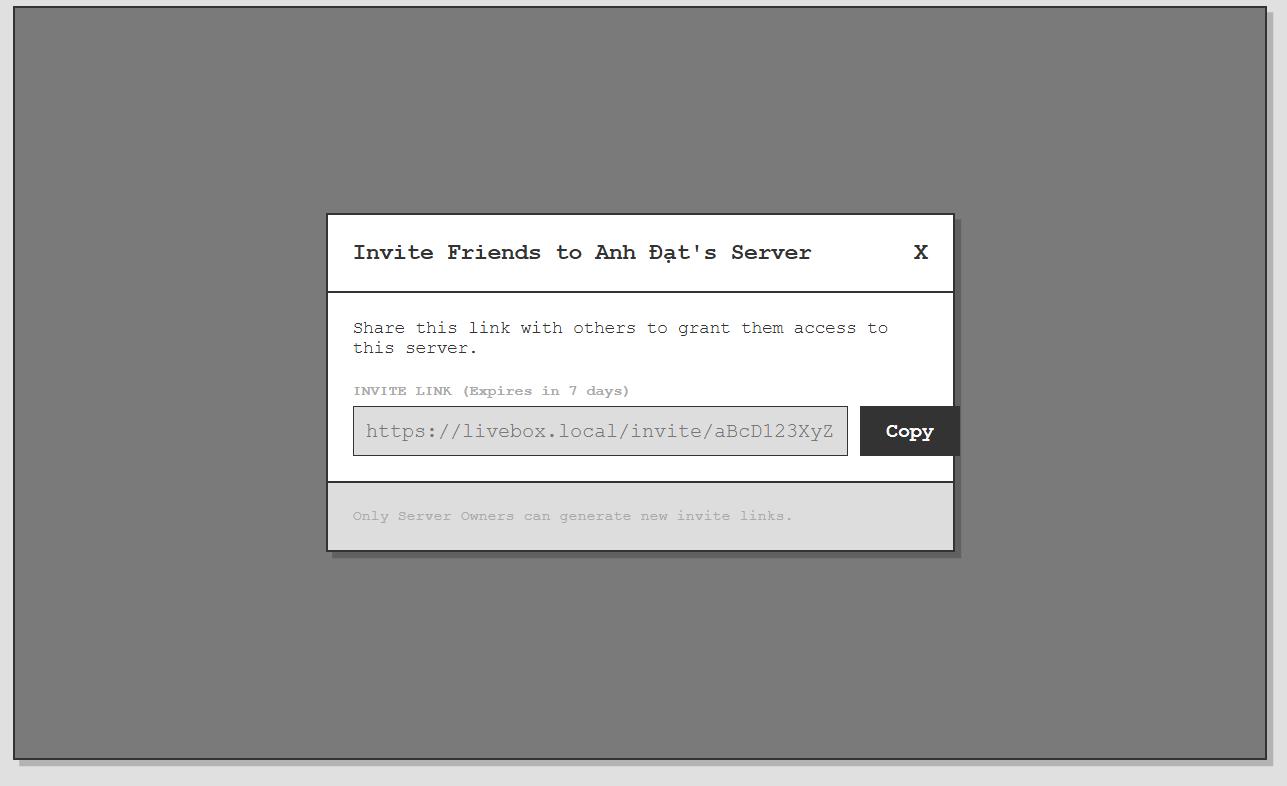 Invite Friends to Anh Đạt's Server
X
Share this link with others to grant them access to
this server.
INVITE LINK (Expires in 7 days)
https://livebox.local/invite/aBcD123XyZ
Copy
Only Server Owners can generate new invite links.